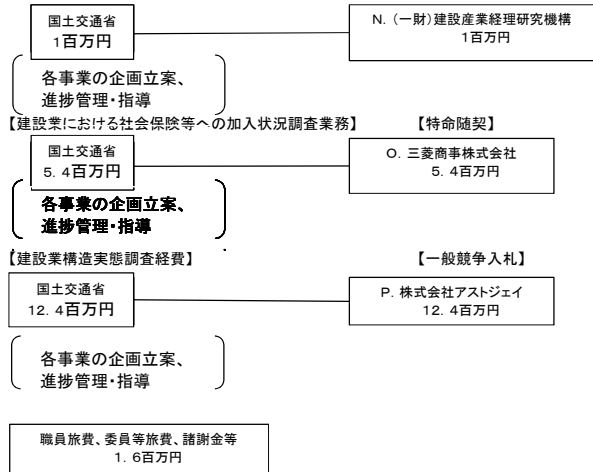 国土交通省
1百万円
N.(一財)建設産業経理研究機構
1百万円
各事業の企画立案、
進捗管理・指導
【建設業における社会保険等への加入状況調査業務】
【特命随契】
国土交通省
5.4百万円
O.三菱商事株式会社
5.4百万円
各事業の企画立案、
進捗管理・指導
【建設業構造実態調査経費】
【一般競争入札】
国土交通省
12.4百万円
P.株式会社アストジェイ
12.4百万円
各事業の企画立案、
進捗管理・指導
職員旅費、委員等旅費、諸謝金等
1.6百万円